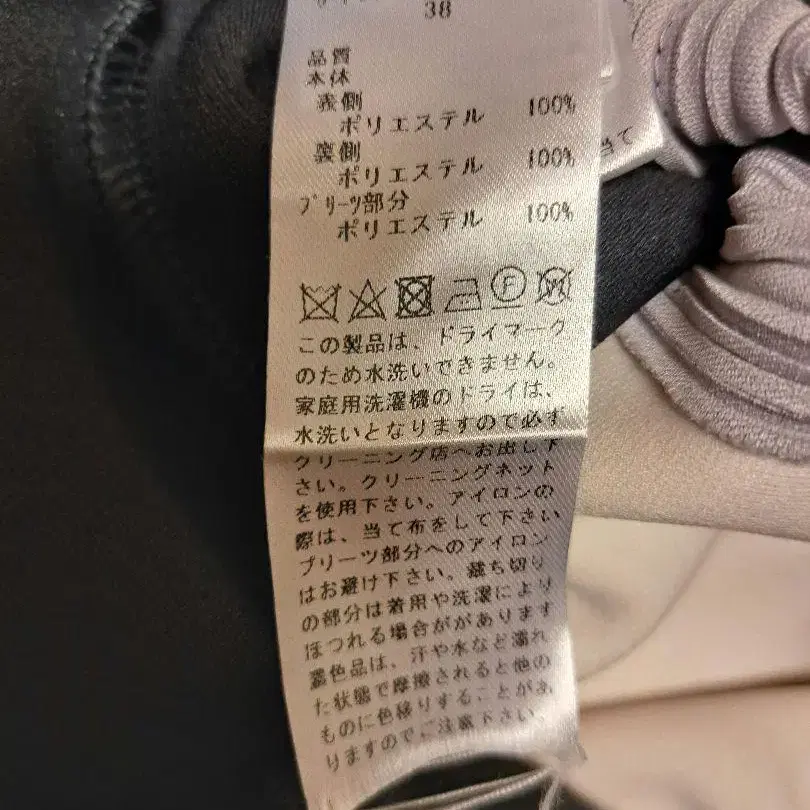 38
品質
本体
表側
ポリエステル 100%
裏側
ポリエステル 100%
プリーツ部分
ポリエステル 100%
F W
当て
この製品は、ドライマーク
のため水洗いできません。
家庭用洗濯機のドライは、
水洗いとなりますので必ず
クリーニング店へお出し下
さい。クリーニングネット
を使用下さい。アイロンの
際は、当て布をして下さい
プリーツ部分へのアイロン
はお避け下さい。裁ち切り
の部分は着用や洗濯により
ほつれる場合ががあります
濃色品は、汗や水など濡れ
た状態で摩擦されると他の
ものに色移りすることがあ
りますのでご注意下さい。